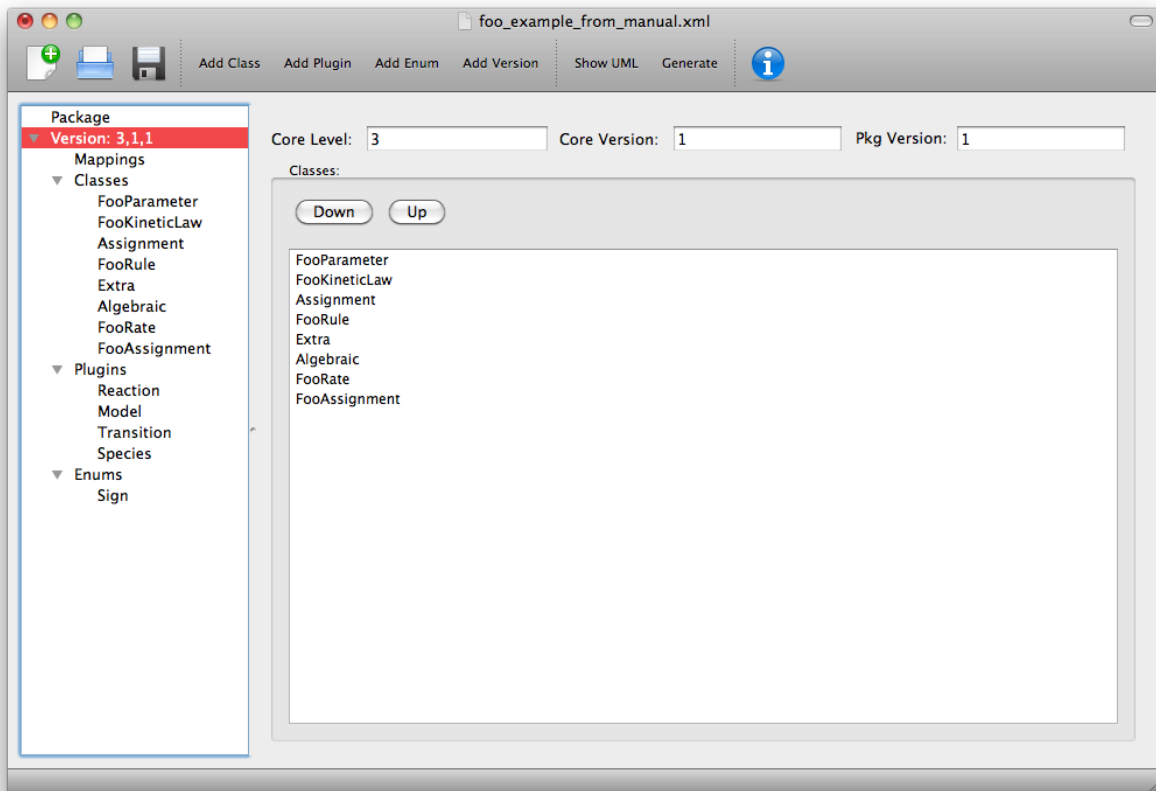 foo_example_from_manual.xml
Add Class Add Plugin Add Enum Add Version Show UML Generate
Package
Version: 3,1,1
Mappings
Classes
FooParameter
FooKineticLaw
Assignment
FooRule
Extra
Algebraic
FooRate
FooAssignment
Plugins
Reaction
Model
Transition
Species
Enums
Sign
Core Level: 3 Core Version: 1 Pkg Version: 1
Classes:
Down Up
FooParameter
FooKineticLaw
Assignment
FooRule
Extra
Algebraic
FooRate
FooAssignment